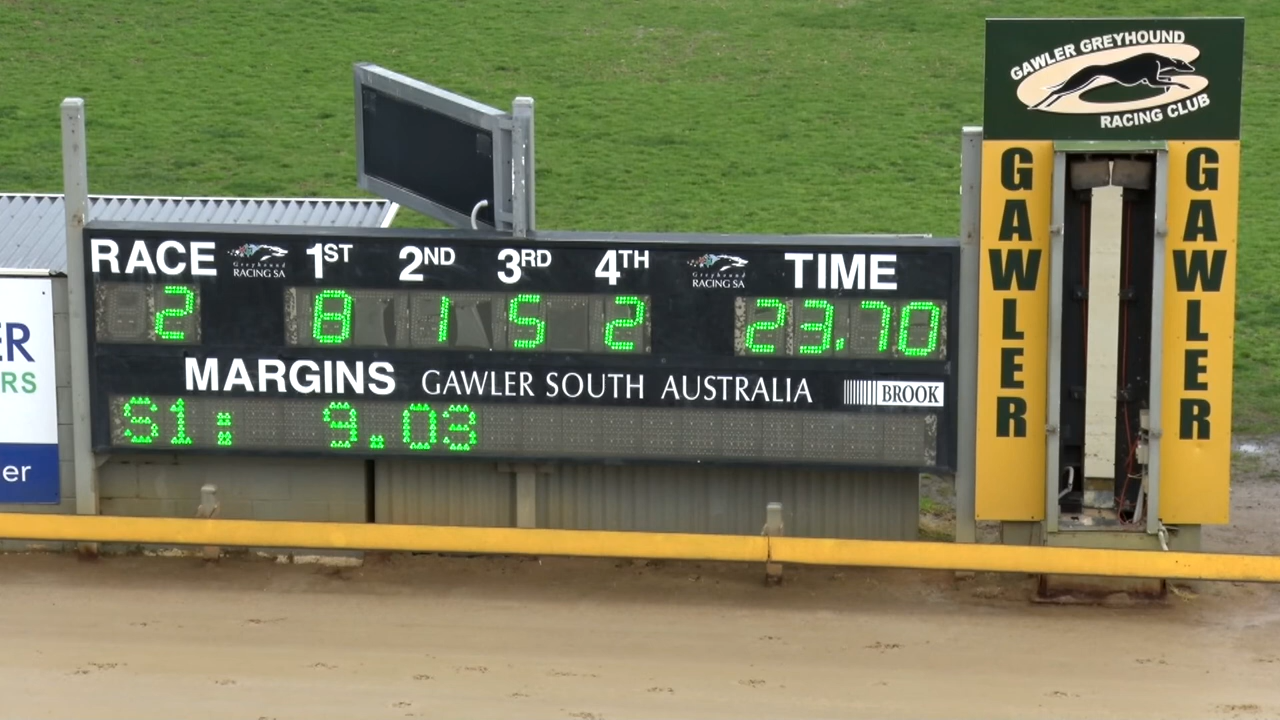 GAWLER GREYHOUND
RACING CLUB
GAWLER
GAWLER
RACE
Greyhound
RACING SA
1ST 2ND 3RD 4TH
Greyhound
RACING SA
TIME
2 8 1 5 2 23.70
MARGINS GAWLER SOUTH AUSTRALIA BROOK
S1: 9.03
ER
RS
er